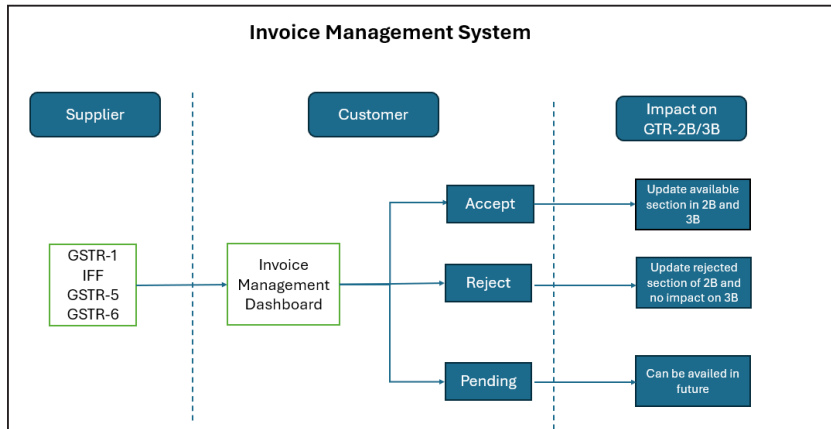 Invoice Management System
Supplier
Customer
Impact on
GTR-2B/3B
GSTR-1
IFF
GSTR-5
GSTR-6
Invoice
Management
Dashboard
Accept
Update available
section in 2B and
3B
Reject
Update rejected
section of 2B and
no impact on 3B
Pending
Can be availed in
future